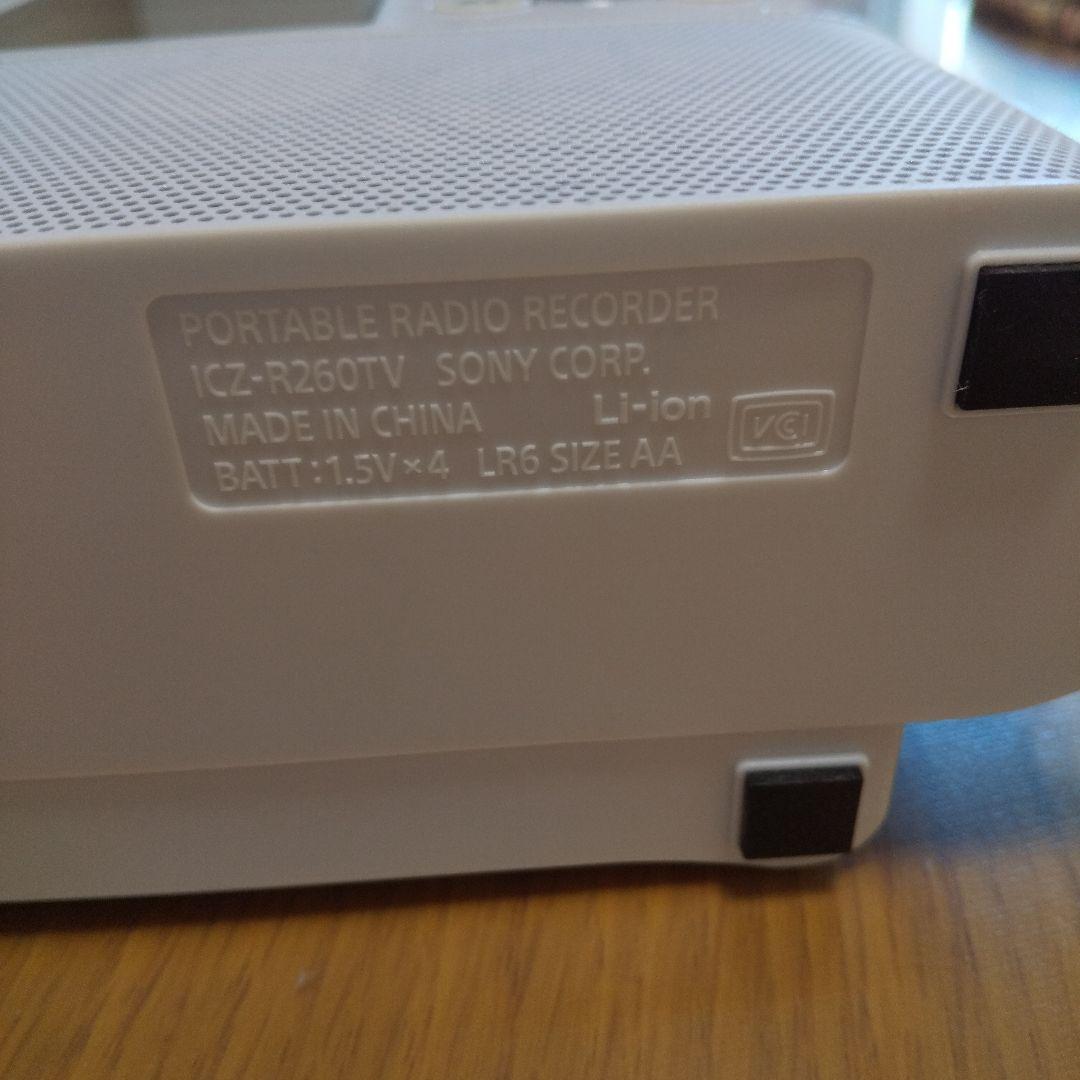 PORTABLE RADIO RECORDER
ICZ-R260TV SONY CORP.
MADE IN CHINA Li-ion
BATT:1.5V×4 LR6 SIZE AA
VCCI